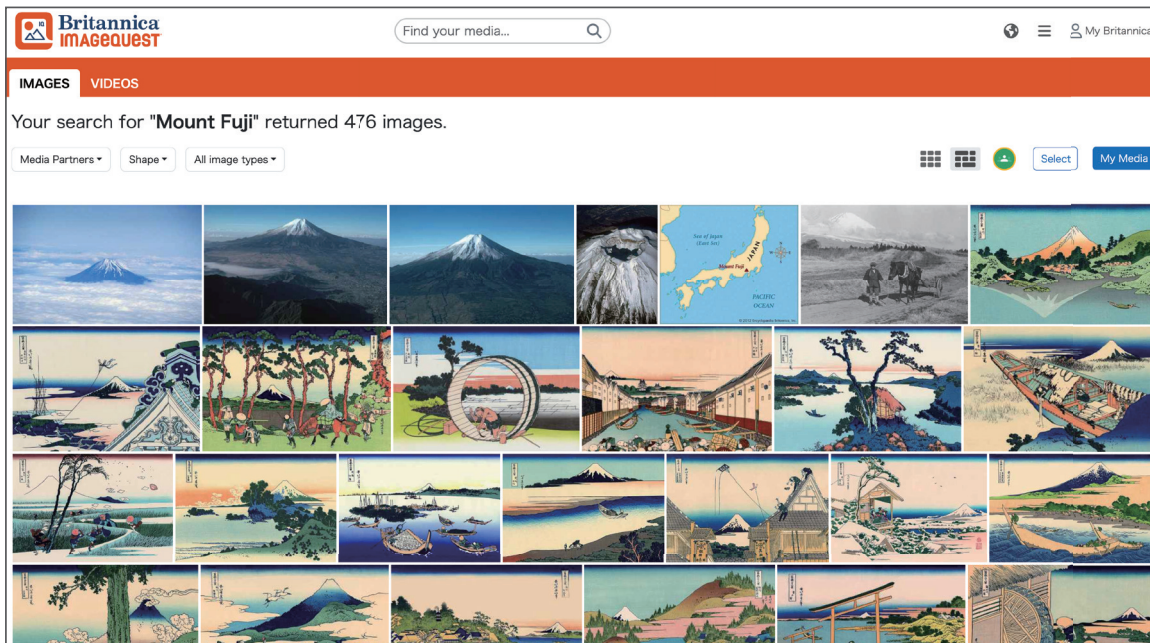 Britannica
IQ
IMAGEQUEST
Find your media...
My Britannica
IMAGES
VIDEOS
Your search for "Mount Fuji" returned 476 images.
Media Partners
Shape
All image types
Select
My Media
Sea of Japan
(East Sea)
JAPAN
Mount Fuji
PACIFIC
OCEAN